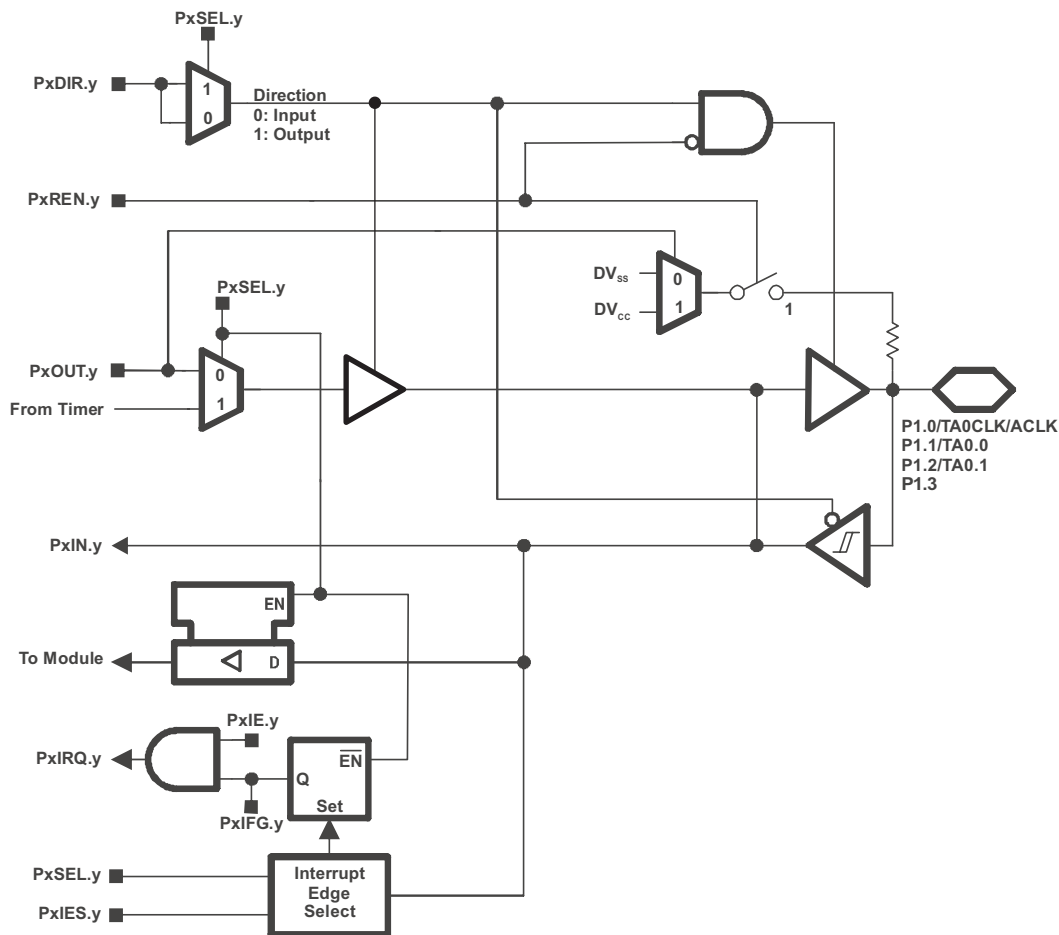 PxSEL.y
PxDIR.y
1
0
Direction
0: Input
1: Output
PxREN.y
DVSS
0
DVCC
1
1
PxSEL.y
PxOUT.y
0
From Timer
1
P1.0/TA0CLK/ACLK
P1.1/TA0.0
P1.2/TA0.1
P1.3
PxIN.y
EN
To Module
D
PxIE.y
PxIRQ.y
EN
Q
Set
PxIFG.y
PxSEL.y
Interrupt
Edge
Select
PxIES.y